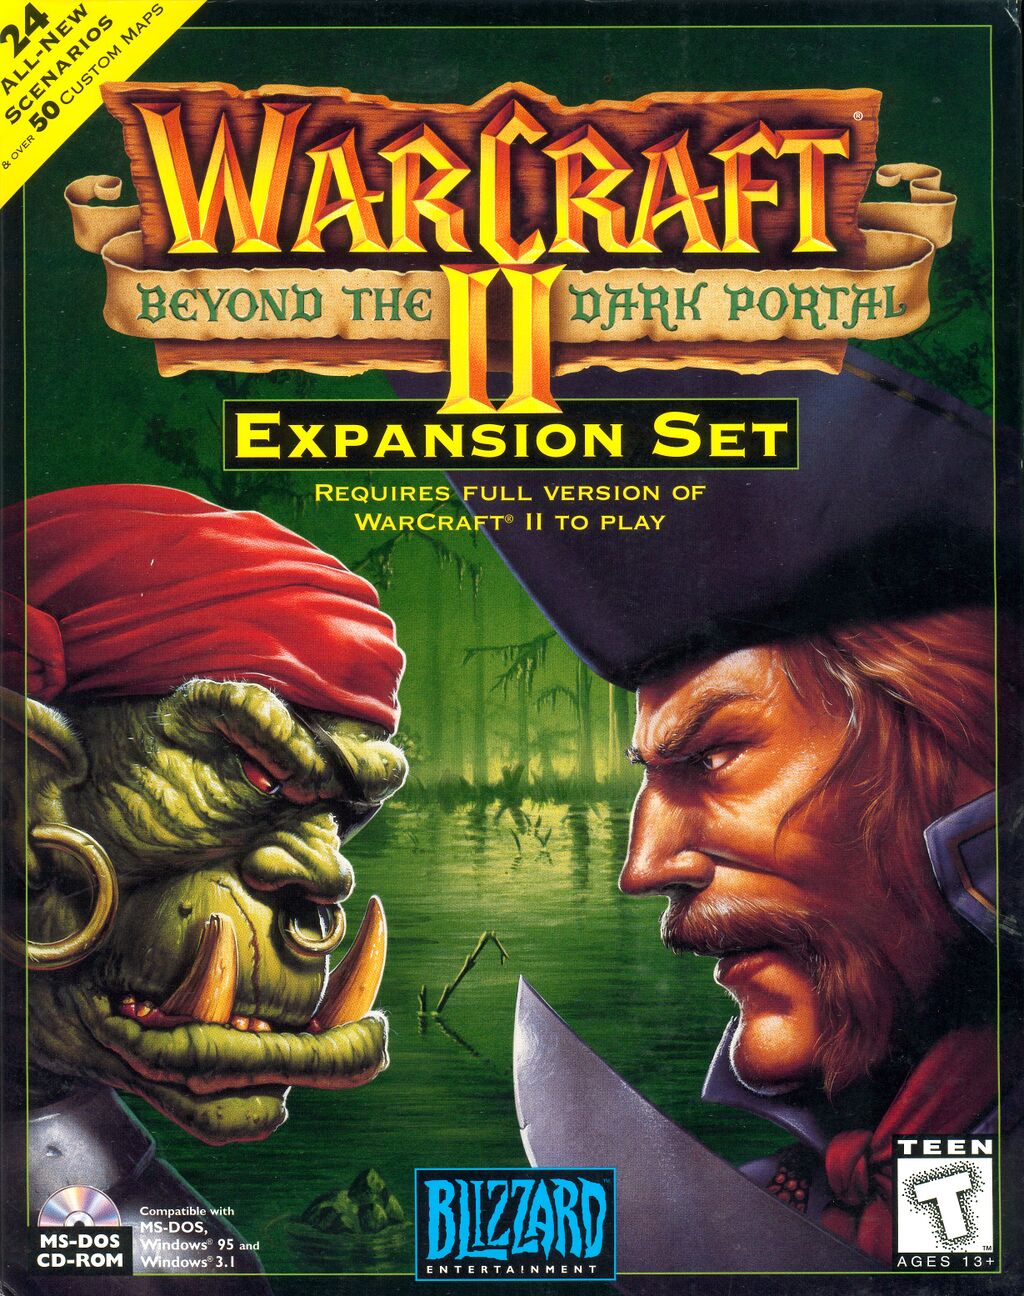 24
ALL-NEW
SCENARIOS
& OVER 50 CUSTOM MAPS
WARCRAFT®
II
BEYOND THE DARK PORTAL
EXPANSION SET
REQUIRES FULL VERSION OF
WARCRAFT® II TO PLAY
MS-DOS
CD-ROM
Compatible with
MS-DOS,
Windows® 95 and
Windows® 3.1
BLIZZARD™
ENTERTAINMENT
TEEN
T™
AGES 13+